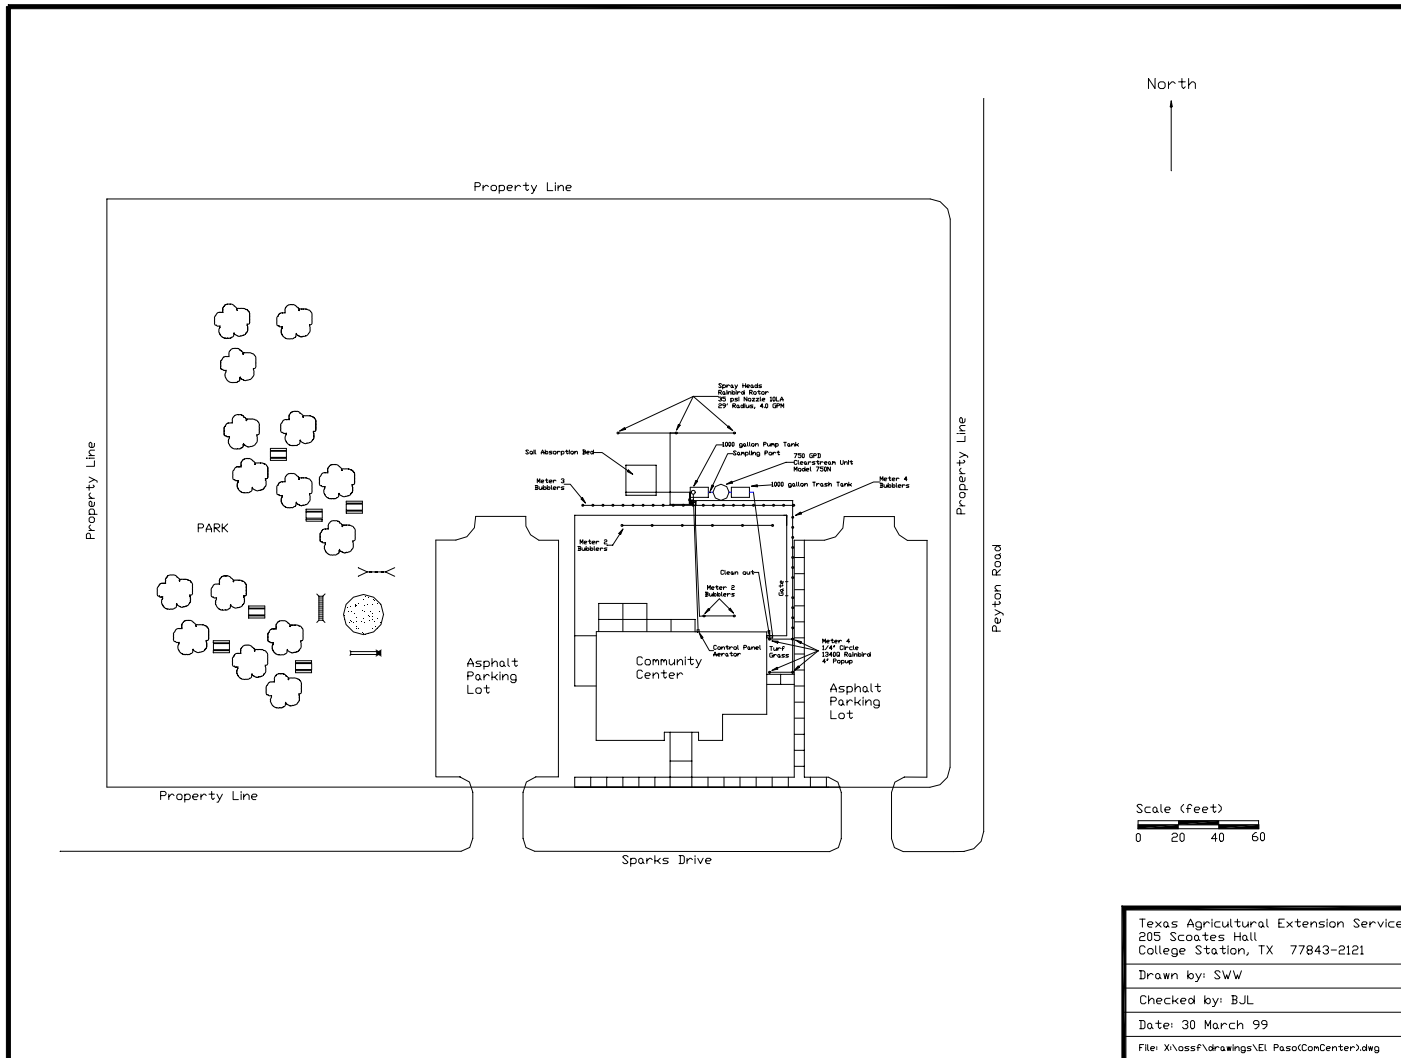 North
Property Line
Spray Heads
Rainbird Rotor
35 psi Nozzle 10LA
29' Radius, 4.0 GPM
1000 gallon Pump Tank
Soil Absorption Bed
Sampling Port
750 GPD
Clearstream Unit
Model 750N
Meter 3
Bubblers
1000 gallon Trash Tank
Meter 4
Bubblers
Property Line
Property Line
PARK
Meter 2
Bubblers
Clean out
Gate
Meter 2
Bubblers
Peyton Road
Control Panel
Aerator
Turf
Grass
Meter 4
1/4' Circle
1340Q Rainbird
4' Popup
Asphalt
Parking
Lot
Community
Center
Asphalt
Parking
Lot
Property Line
Sparks Drive
Scale (feet)
0 20 40 60
Texas Agricultural Extension Service
205 Scoates Hall
College Station, TX 77843-2121
Drawn by: SWW
Checked by: BJL
Date: 30 March 99
File: X:\ossf\drawings\El Paso(ComCenter).dwg